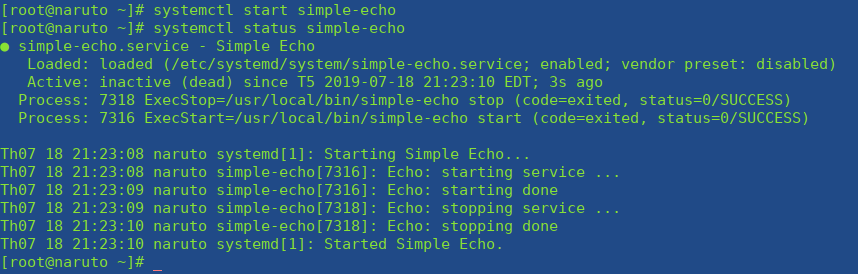 [root@naruto ~]# systemctl start simple-echo
[root@naruto ~]# systemctl status simple-echo
● simple-echo.service - Simple Echo
   Loaded: loaded (/etc/systemd/system/simple-echo.service; enabled; vendor preset: disabled)
   Active: inactive (dead) since T5 2019-07-18 21:23:10 EDT; 3s ago
  Process: 7318 ExecStop=/usr/local/bin/simple-echo stop (code=exited, status=0/SUCCESS)
  Process: 7316 ExecStart=/usr/local/bin/simple-echo start (code=exited, status=0/SUCCESS)

Th07 18 21:23:08 naruto systemd[1]: Starting Simple Echo...
Th07 18 21:23:08 naruto simple-echo[7316]: Echo: starting service ...
Th07 18 21:23:09 naruto simple-echo[7316]: Echo: starting done
Th07 18 21:23:09 naruto simple-echo[7318]: Echo: stopping service ...
Th07 18 21:23:10 naruto simple-echo[7318]: Echo: stopping done
Th07 18 21:23:10 naruto systemd[1]: Started Simple Echo.
[root@naruto ~]# _